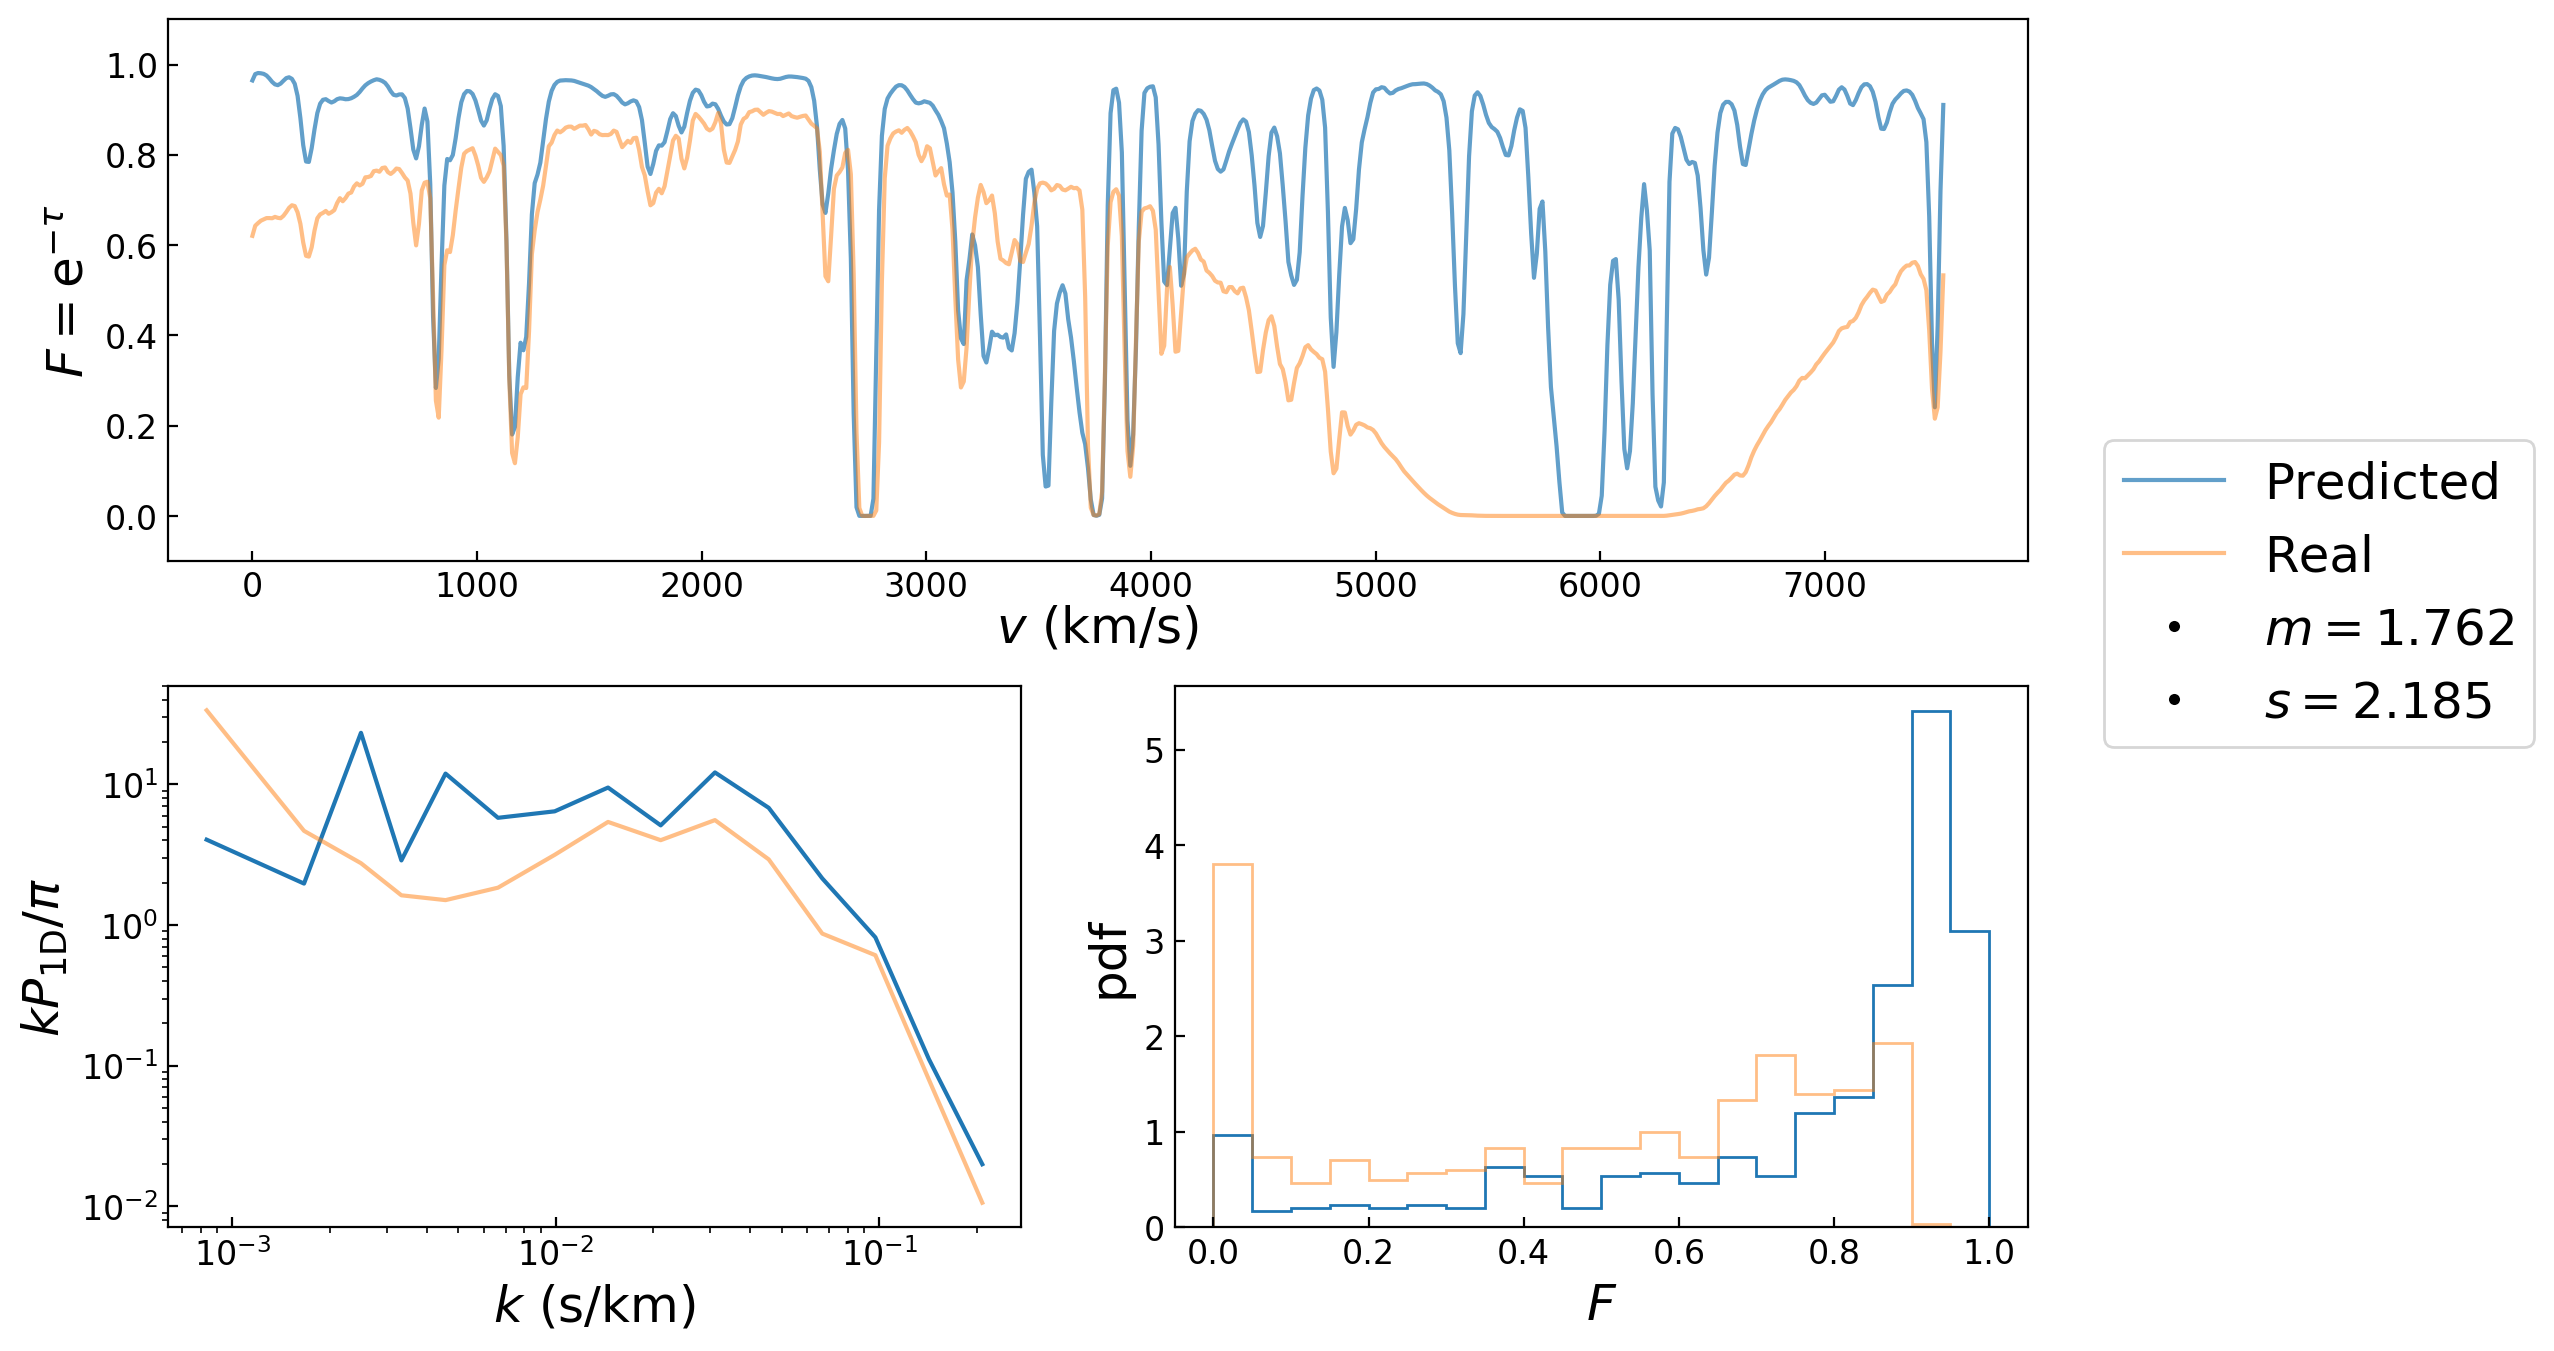 F = e^{−τ}
1.0
0.8
0.6
0.4
0.2
0.0
0 1000 2000 3000 4000 5000 6000 7000
v (km/s)
Predicted
Real
m = 1.762
s = 2.185
kP_{1D}/π
10^1
10^0
10^{−1}
10^{−2}
10^{−3} 10^{−2} 10^{−1}
k (s/km)
pdf
5
4
3
2
1
0
0.0 0.2 0.4 0.6 0.8 1.0
F